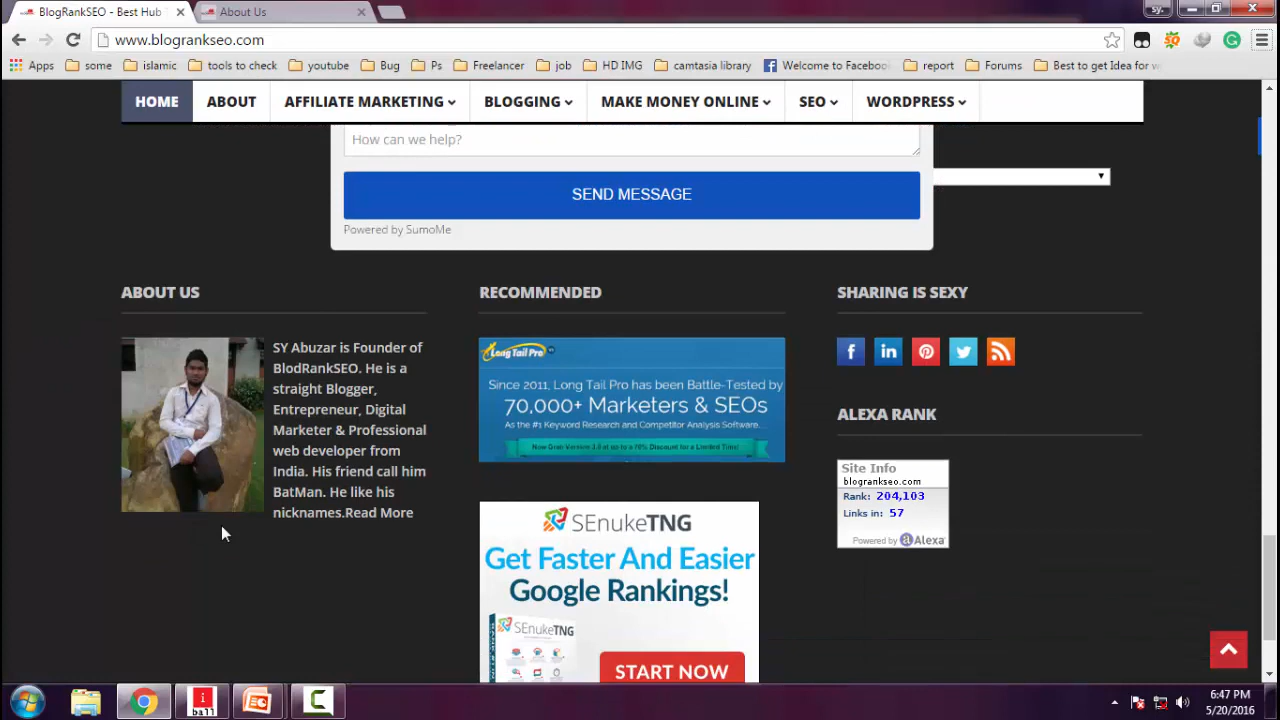 BlogRankSEO - Best Hub
About Us
sy.
www.blogrankseo.com
Apps
some
islamic
tools to check
youtube
Bug
Ps
Freelancer
job
HD IMG
camtasia library
Welcome to Facebook
report
Forums
Best to get Idea for w
HOME
ABOUT
AFFILIATE MARKETING
BLOGGING
MAKE MONEY ONLINE
SEO
WORDPRESS
How can we help?
SEND MESSAGE
Powered by SumoMe
ABOUT US
SY Abuzar is Founder of
BlodRankSEO. He is a
straight Blogger,
Entrepreneur, Digital
Marketer & Professional
web developer from
India. His friend call him
BatMan. He like his
nicknames.Read More
RECOMMENDED
Long Tail Pro
Since 2011, Long Tail Pro has been Battle-Tested by
70,000+ Marketers & SEOs
As the #1 Keyword Research and Competitor Analysis Software...
SEnukeTNG
Get Faster And Easier
Google Rankings!
SEnukeTNG
START NOW
SHARING IS SEXY
ALEXA RANK
Site Info
blogrankseo.com
Rank: 204,103
Links in: 57
Powered by Alexa
i
ball
6:47 PM
5/20/2016